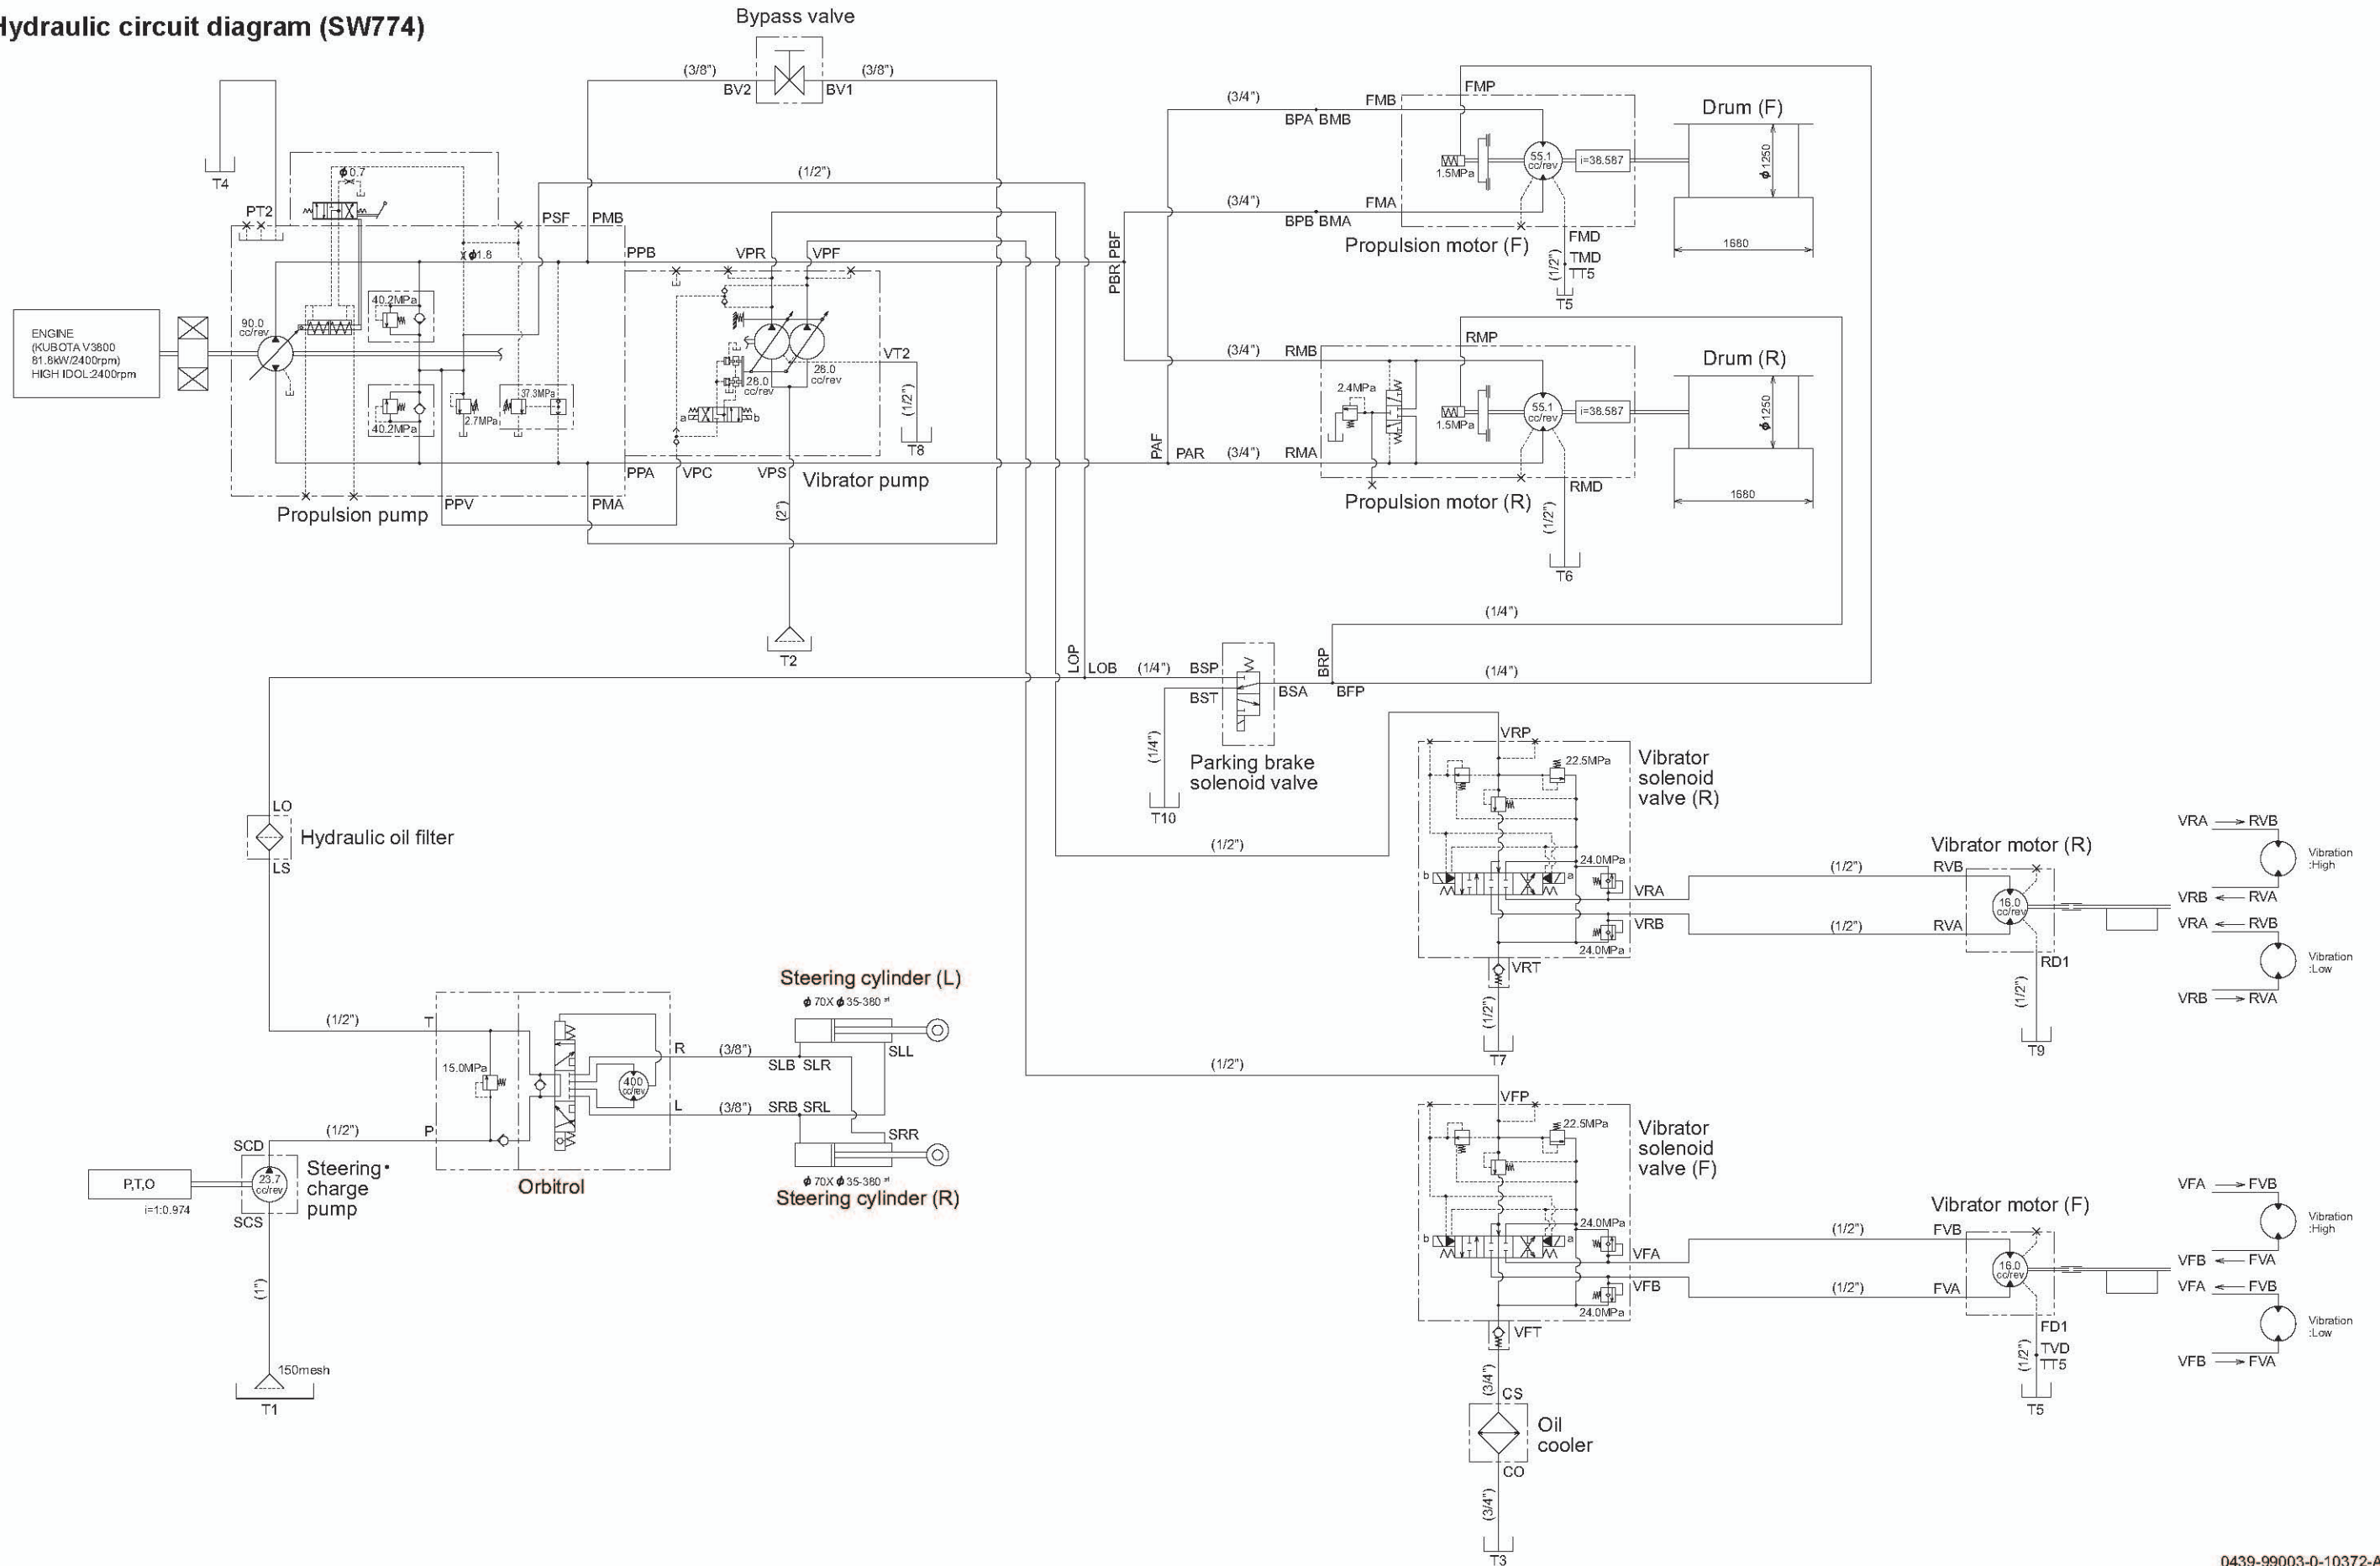 Hydraulic circuit diagram (SW774)
Bypass valve
(3/8")
(3/8")
BV2
BV1
T4
PT2
ϕ0.7
PSF
PMB
(1/2")
ϕ1.8
PPB
VPR
VPF
ENGINE
(KUBOTA V3800
81.8kW/2400rpm)
HIGH IDOL:2400rpm
90.0
cc/rev
40.2MPa
40.2MPa
2.7MPa
37.3MPa
28.0
cc/rev
28.0
cc/rev
a
b
VT2
(1/2")
T8
PPA
VPC
VPS
Vibrator pump
PPV
PMA
Propulsion pump
(2")
T2
PBR PBF
PAF
PAR
(3/4")
FMB
BPA BMB
(3/4")
FMA
BPB BMA
FMP
1.5MPa
55.1
cc/rev
i=38.587
Propulsion motor (F)
FMD
TMD
TT5
(1/2")
T5
Drum (F)
ϕ1250
1680
(3/4")
RMB
RMP
2.4MPa
1.5MPa
55.1
cc/rev
i=38.587
(3/4")
RMA
Propulsion motor (R)
RMD
(1/2")
T6
Drum (R)
ϕ1250
1680
(1/4")
LOP
LOB
(1/4")
BSP
BST
BRP
BSA
BFP
(1/4")
(1/4")
T10
Parking brake
solenoid valve
LO
Hydraulic oil filter
LS
(1/2")
VRP
22.5MPa
Vibrator
solenoid
valve (R)
24.0MPa
b
a
VRA
VRB
24.0MPa
VRT
(1/2")
T7
Vibrator motor (R)
(1/2")
RVB
16.0
cc/rev
(1/2")
RVA
RD1
(1/2")
T9
VRA
RVB
Vibration
:High
VRB
RVA
VRA
RVB
Vibration
:Low
VRB
RVA
(1/2")
T
15.0MPa
400
cc/rev
R
(3/8")
SLB SLR
SLL
Steering cylinder (L)
ϕ70Xϕ35-380 st
L
(3/8")
SRB SRL
SRR
ϕ70Xϕ35-380 st
Steering cylinder (R)
(1/2")
P
Orbitrol
SCD
P,T,O
i=1:0.974
23.7
cc/rev
Steering・
charge
pump
SCS
(1")
150mesh
T1
(1/2")
VFP
22.5MPa
Vibrator
solenoid
valve (F)
24.0MPa
b
a
VFA
VFB
24.0MPa
VFT
(3/4")
CS
Oil
cooler
CO
(3/4")
T3
Vibrator motor (F)
(1/2")
FVB
16.0
cc/rev
(1/2")
FVA
FD1
TVD
TT5
(1/2")
T5
VFA
FVB
Vibration
:High
VFB
FVA
VFA
FVB
Vibration
:Low
VFB
FVA